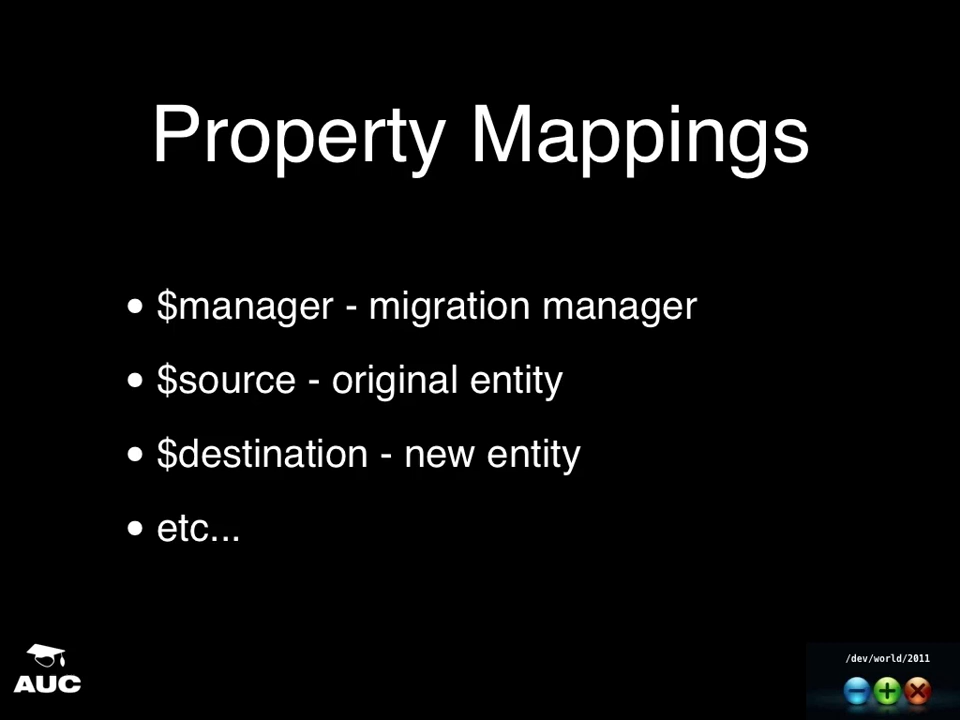 Property Mappings
• $manager - migration manager
• $source - original entity
• $destination - new entity
• etc...
AUC
/dev/world/2011